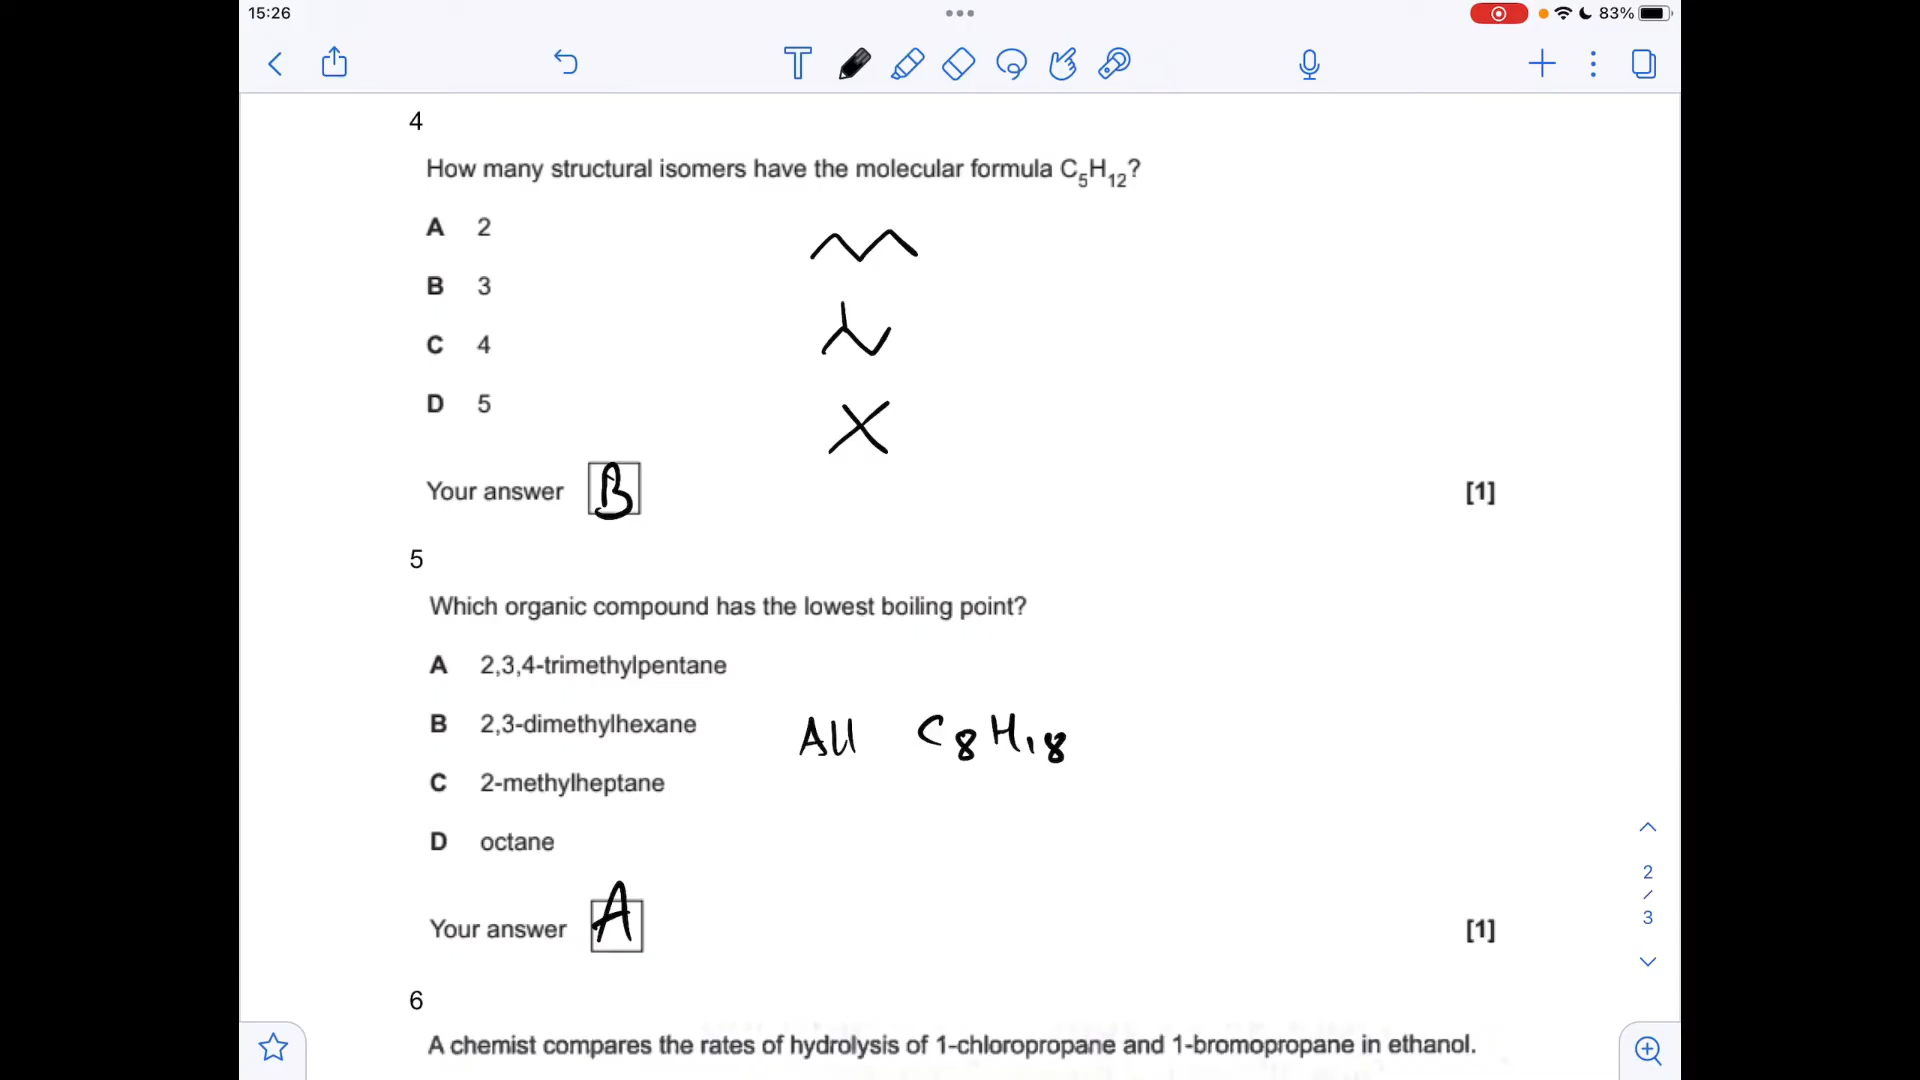 15:26
83%
4
How many structural isomers have the molecular formula C₅H₁₂?
A 2
B 3
C 4
D 5
Your answer B [1]
5
Which organic compound has the lowest boiling point?
A 2,3,4-trimethylpentane
B 2,3-dimethylhexane
All C₈H₁₈
C 2-methylheptane
D octane
2
/
3
Your answer A [1]
6
A chemist compares the rates of hydrolysis of 1-chloropropane and 1-bromopropane in ethanol.